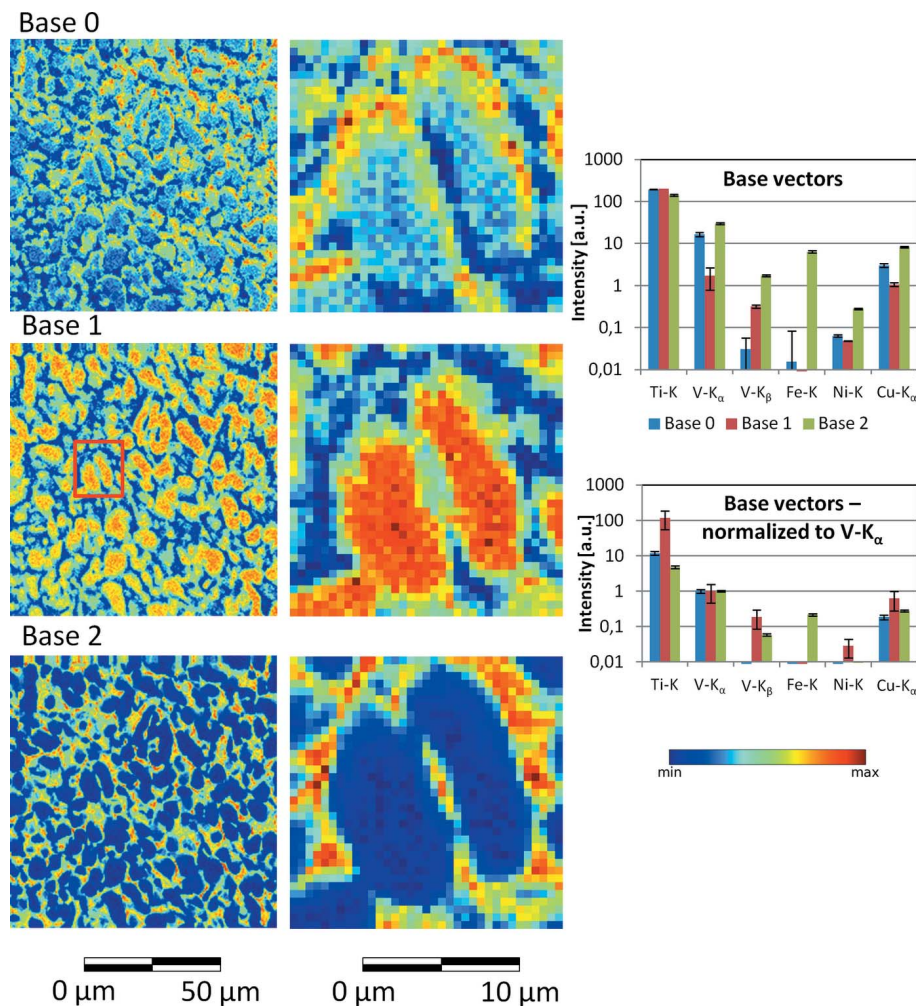 Base 0
Base 1
Base 2
0 µm 50 µm
0 µm 10 µm
Base vectors
Intensity [a.u.]
1000
100
10
1
0,1
0,01
Ti-K V-Kα V-Kβ Fe-K Ni-K Cu-Kα
Base 0 Base 1 Base 2
Base vectors –
normalized to V-Kα
Intensity [a.u.]
1000
100
10
1
0,1
0,01
Ti-K V-Kα V-Kβ Fe-K Ni-K Cu-Kα
min max